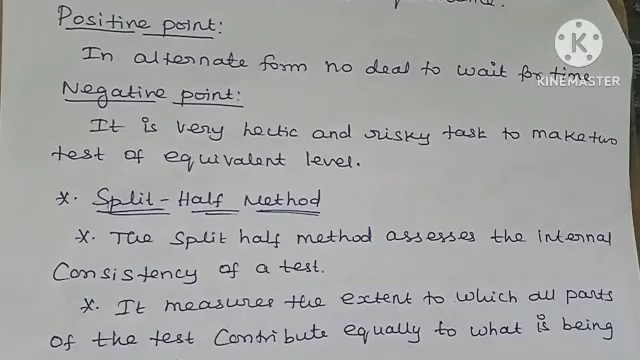 Positive point:
In alternate form no deal to wait for time
Negative point:
It is very hectic and risky task to make two
test of equivalent level.
*. Split-Half Method
*. The Split half method assesses the internal
Consistency of a test.
*. It measures the extent to which all parts
of the test Contribute equally to what is being
K
KINEMASTER